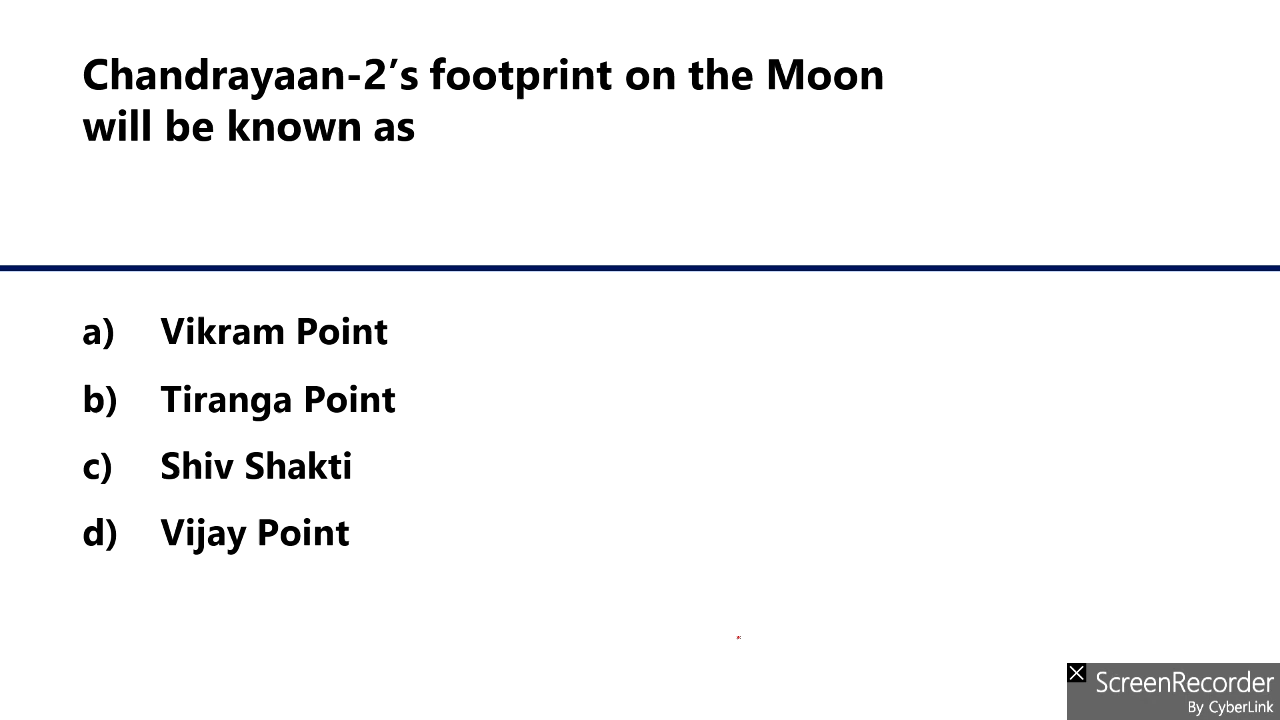 Chandrayaan-2’s footprint on the Moon
will be known as
a) Vikram Point
b) Tiranga Point
c) Shiv Shakti
d) Vijay Point
ScreenRecorder
By CyberLink